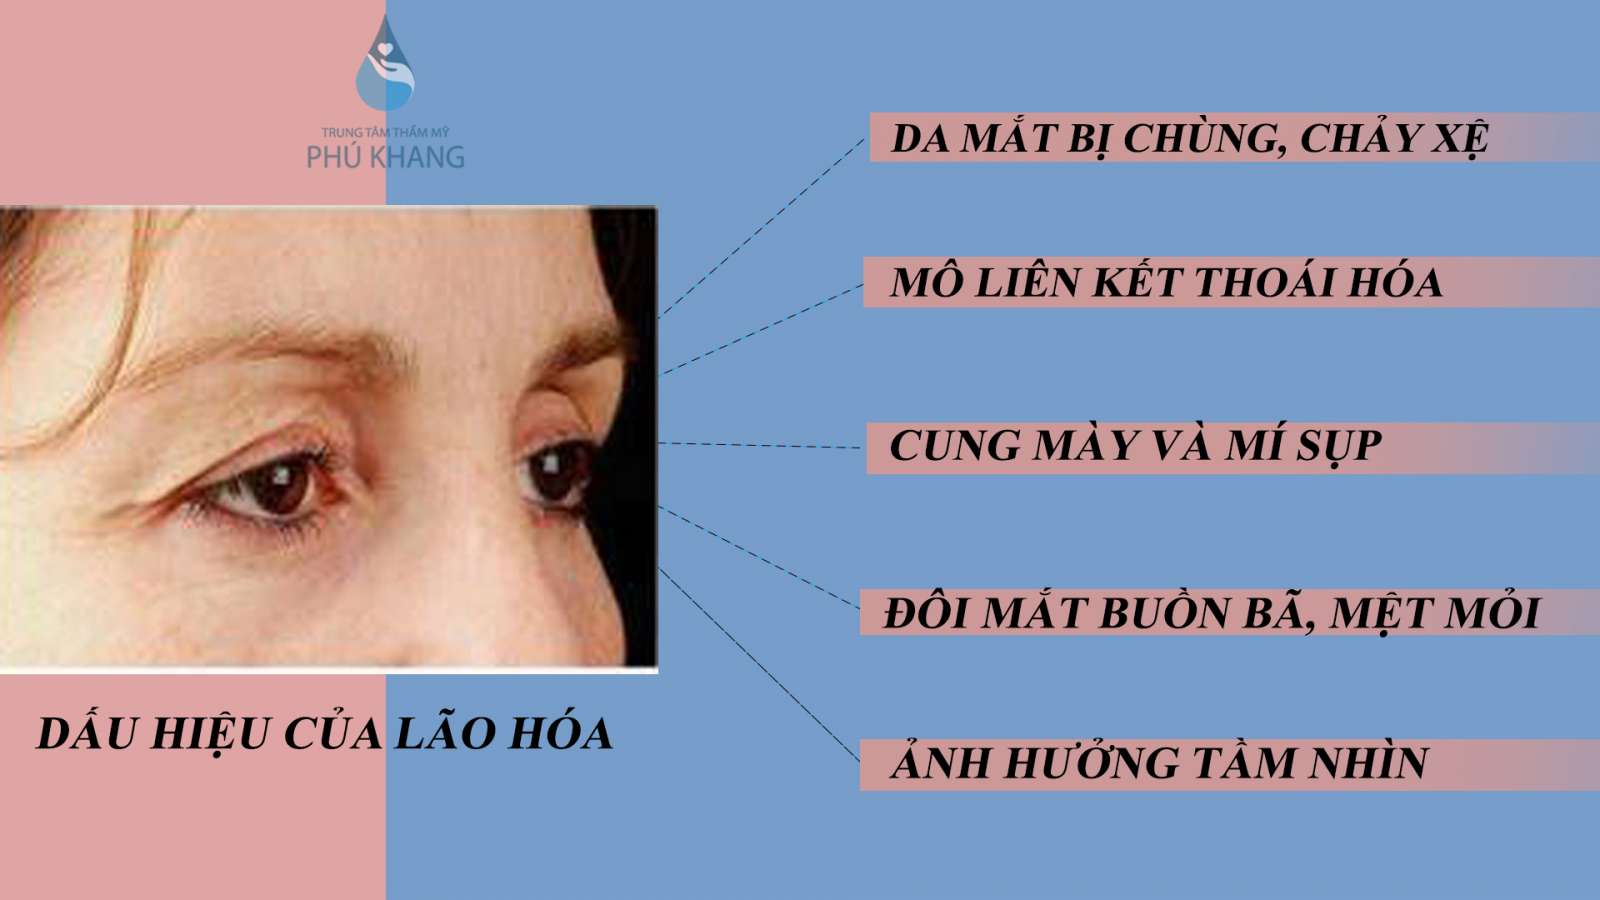 TRUNG TÂM THẨM MỸ
PHÚ KHANG
DA MẮT BỊ CHÙNG, CHẢY XỆ
MÔ LIÊN KẾT THOÁI HÓA
CUNG MÀY VÀ MÍ SỤP
ĐÔI MẮT BUỒN BÃ, MỆT MỎI
ẢNH HƯỞNG TẦM NHÌN
DẤU HIỆU CỦA LÃO HÓA